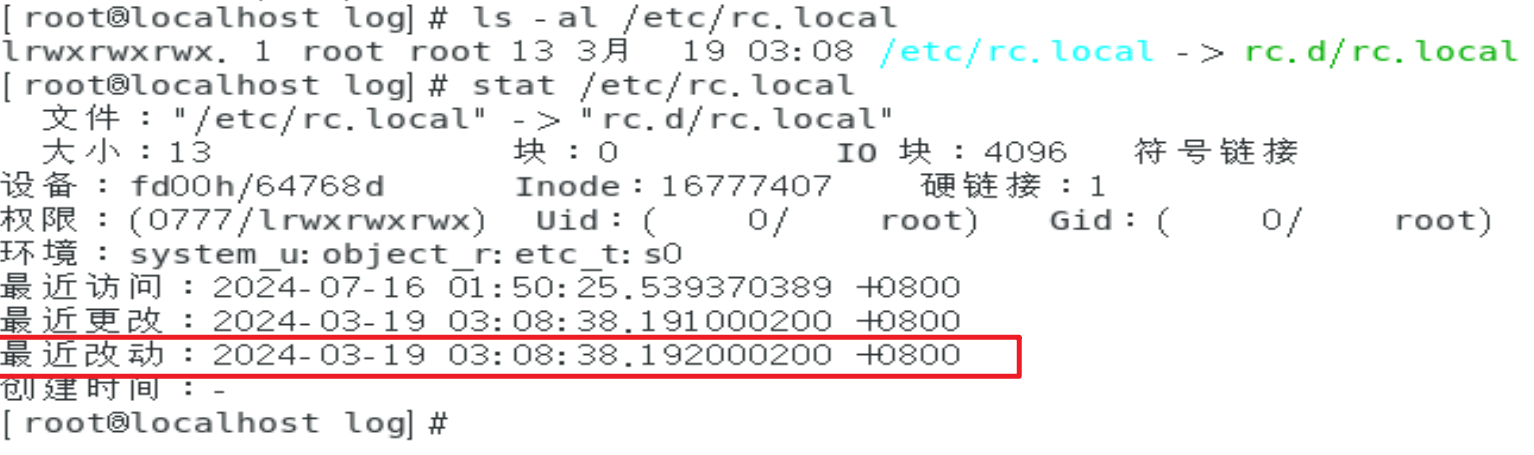 [root@localhost log]# ls -al /etc/rc.local
lrwxrwxrwx. 1 root root 13 3月  19 03:08 /etc/rc.local -> rc.d/rc.local
[root@localhost log]# stat /etc/rc.local
  文件："/etc/rc.local" -> "rc.d/rc.local"
  大小：13              块：0          IO 块：4096   符号链接
设备：fd00h/64768d      Inode：16777407    硬链接：1
权限：(0777/lrwxrwxrwx)  Uid：(    0/    root)   Gid：(    0/    root)
环境：system_u:object_r:etc_t:s0
最近访问：2024-07-16 01:50:25.539370389 +0800
最近更改：2024-03-19 03:08:38.191000200 +0800
最近改动：2024-03-19 03:08:38.192000200 +0800
创建时间：-
[root@localhost log]#